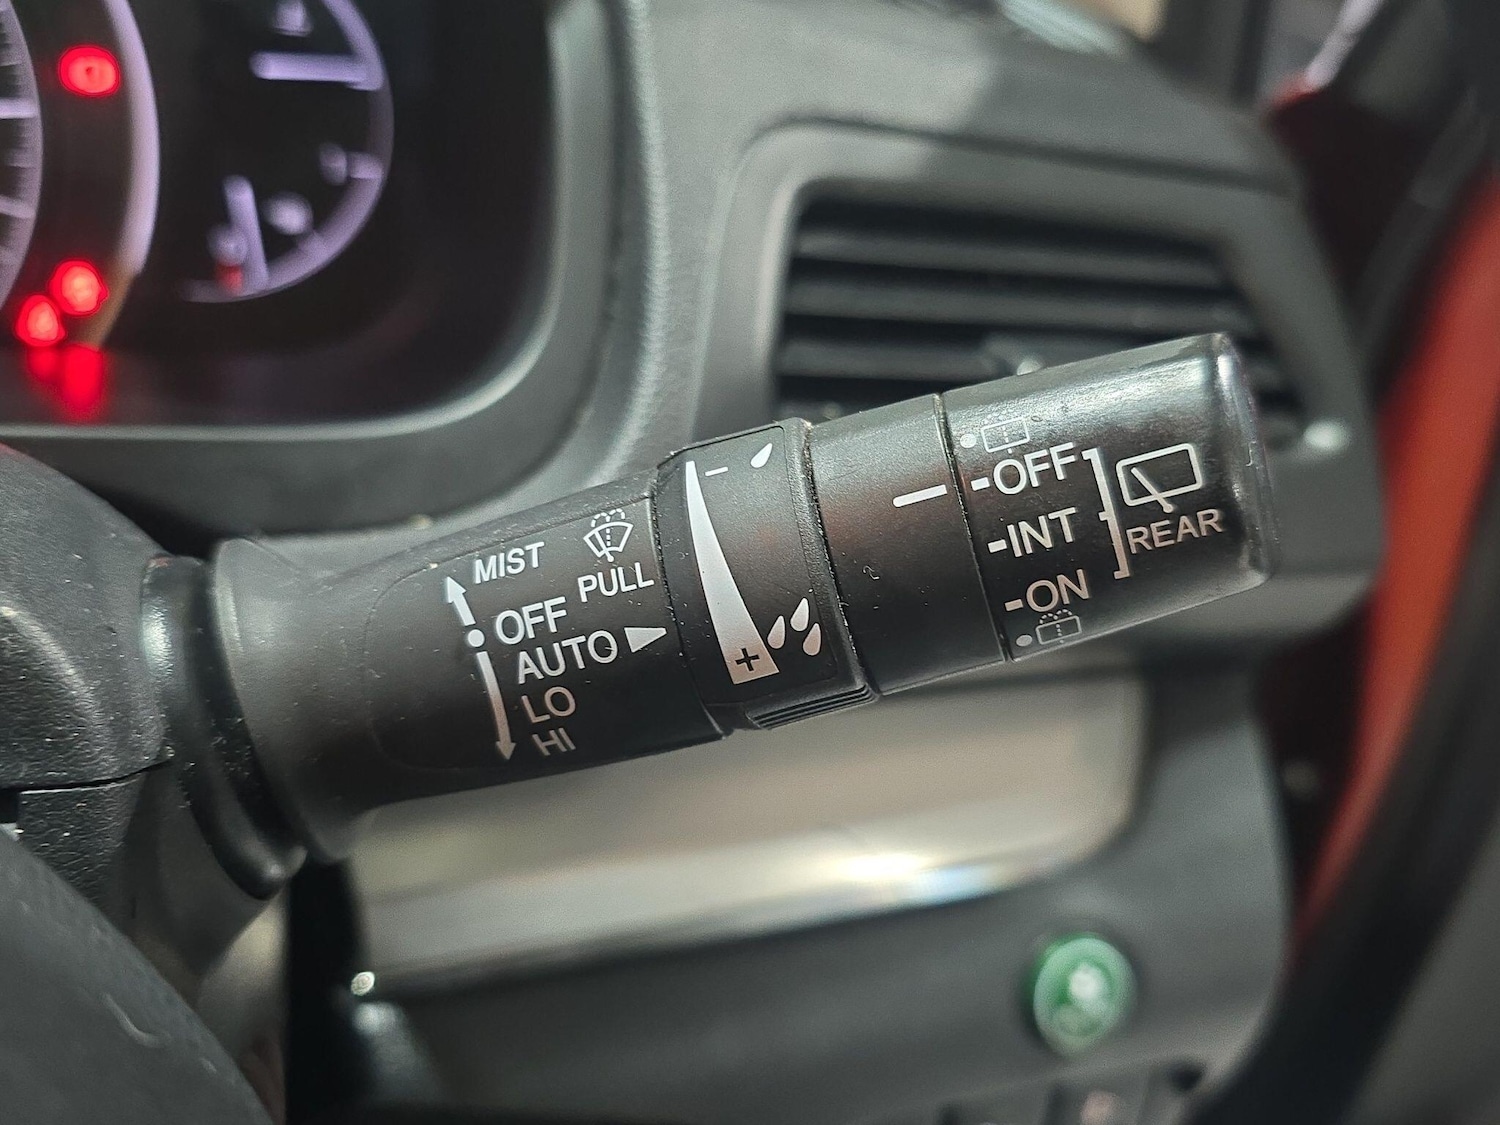 MIST
OFF
AUTO
LO
HI
PULL
−
+
-OFF
-INT
-ON
REAR